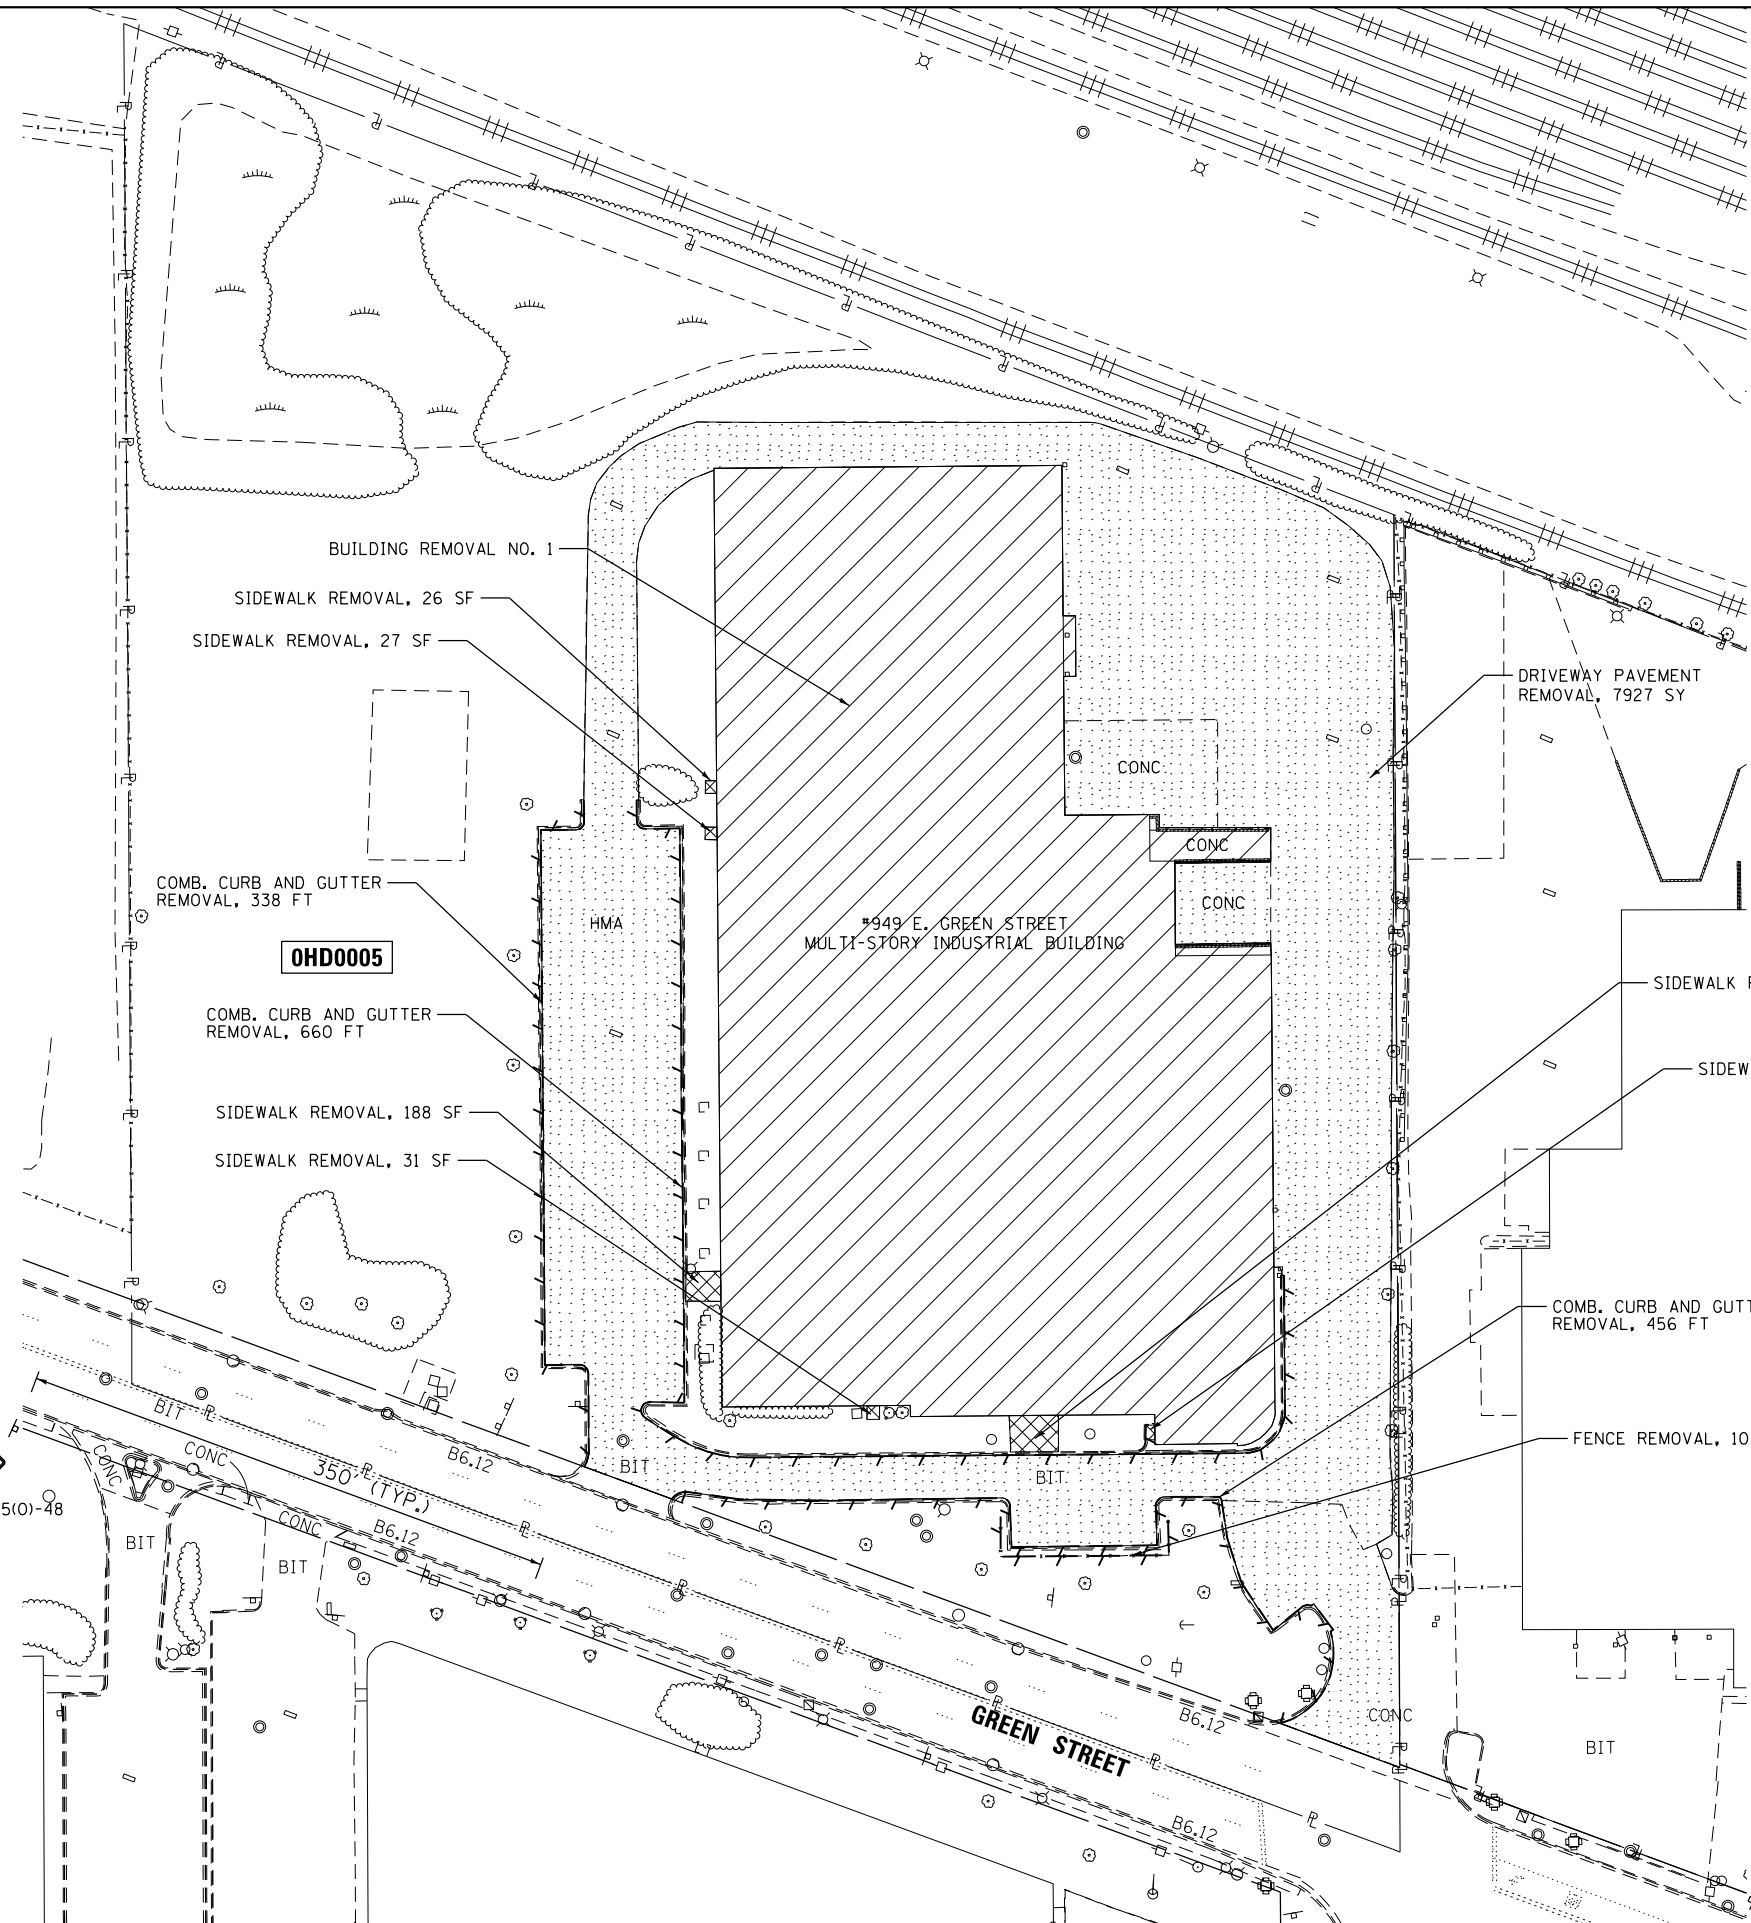 BUILDING REMOVAL NO. 1
SIDEWALK REMOVAL, 26 SF
SIDEWALK REMOVAL, 27 SF
DRIVEWAY PAVEMENT
REMOVAL, 7927 SY
CONC
CONC
CONC
COMB. CURB AND GUTTER
REMOVAL, 338 FT
HMA
#949 E. GREEN STREET
MULTI-STORY INDUSTRIAL BUILDING
0HD0005
SIDEWALK
COMB. CURB AND GUTTER
REMOVAL, 660 FT
SIDEWALK REMOVAL, 188 SF
SIDEWALK REMOVAL, 31 SF
COMB. CURB AND
REMOVAL, 456 FT
FENCE REMOVAL, 10
BIT
CONC
CONC
350' (TYP.)
B6.12
BIT
BIT
5(0)-48
BIT
CONC
B6.12
BIT
GREEN STREET
B6.12
CONC
BIT
B6.12